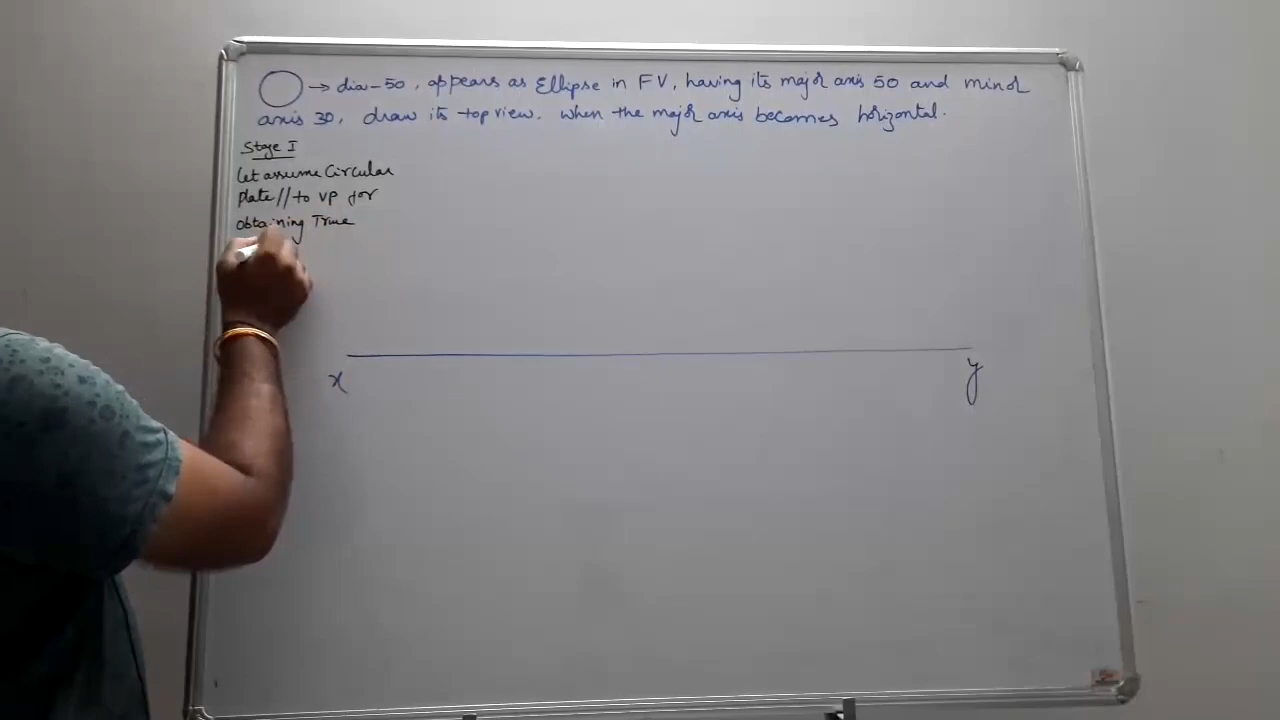 → dia-50, appears as Ellipse in FV, having its major axis 50 and minor
axis 30, draw its top view. when the major axis becomes horizontal.
Stage I
Let assume Circular
plate // to VP for
obtaining True
x
y